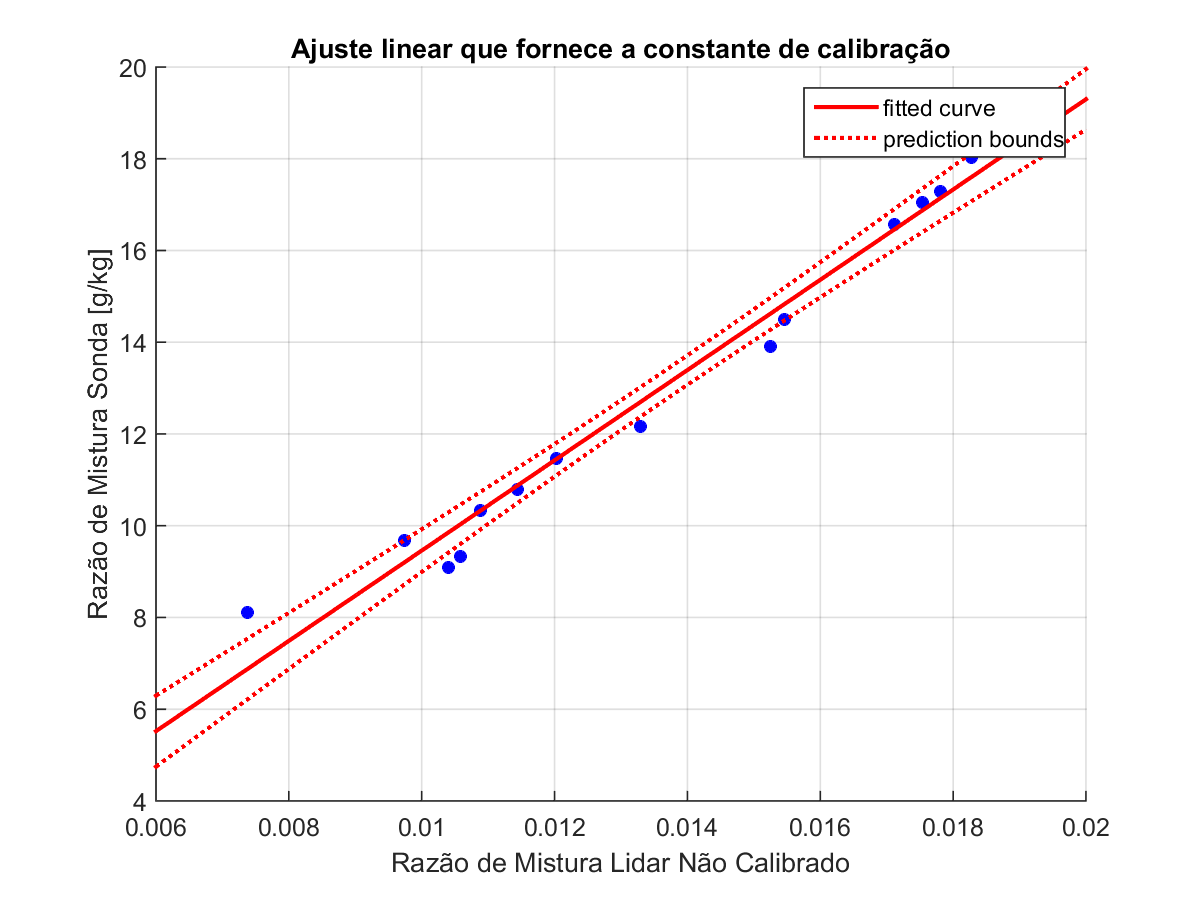 Ajuste linear que fornece a constante de calibração
fitted curve
prediction bounds
20
18
16
14
12
10
8
6
4
0.006 0.008 0.01 0.012 0.014 0.016 0.018 0.02
Razão de Mistura Lidar Não Calibrado
Razão de Mistura Sonda [g/kg]